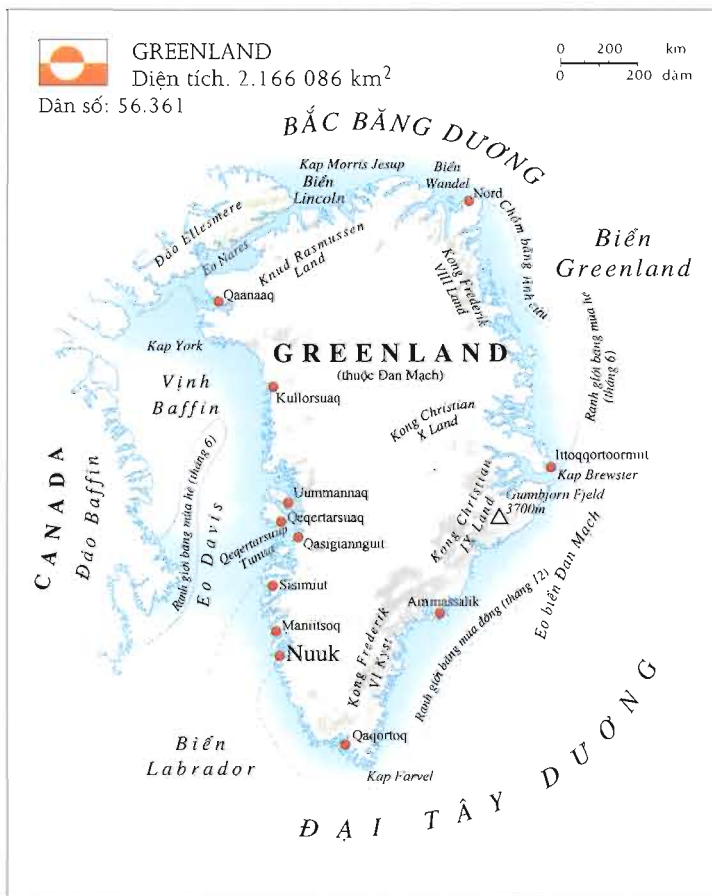 GREENLAND
Diện tích. 2.166 086 km²
Dân số: 56.361
0 200 km
0 200 dặm
BẮC BĂNG DƯƠNG
Kap Morris Jesup
Biển
Lincoln
Biển
Wandel
Nord
Đảo Ellesmere
Eo Nares
Knud Rasmussen
Land
Kong Frederik
VIII Land
Chỏm băng vĩnh cửu
Biển
Greenland
Qaanaaq
Kap York
GREENLAND
(thuộc Đan Mạch)
Ranh giới băng mùa hè
(tháng 6)
Vịnh
Baffin
Kullorsuaq
Kong Christian
X Land
CANADA
Đảo Baffin
Ranh giới băng mùa hè (tháng 6)
Eo Davis
Ittoqqortoormiit
Kap Brewster
Gunnbjorn Fjeld
3700m
Kong Christian
IX Land
Uummannaq
Qeqertarsuaq
Qeqertarsuup
Tunua
Qasigiannguit
Sisimiut
Ammassalik
Ranh giới băng mùa đông (tháng 12)
Eo biển Đan Mạch
Maniitsoq
Nuuk
Kong Frederik
VI Kyst
Qaqortoq
Biển
Labrador
Kap Farvel
ĐẠI TÂY DƯƠNG